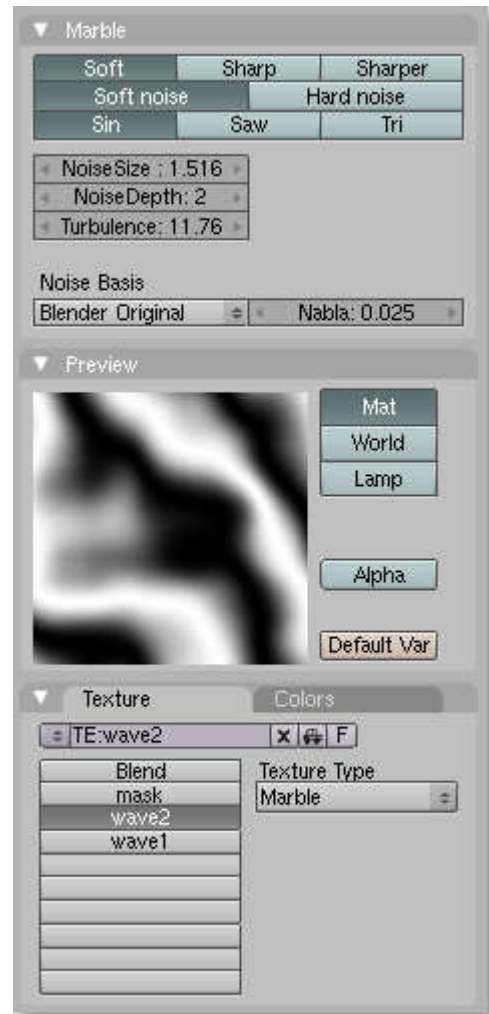 Marble
Soft Sharp Sharper
Soft noise Hard noise
Sin Saw Tri
NoiseSize : 1.516
NoiseDepth: 2
Turbulence: 11.76
Noise Basis
Blender Original Nabla: 0.025
Preview
Mat
World
Lamp
Alpha
Default Var
Texture Colors
TE:wave2 X F
Blend Texture Type
mask Marble
wave2
wave1